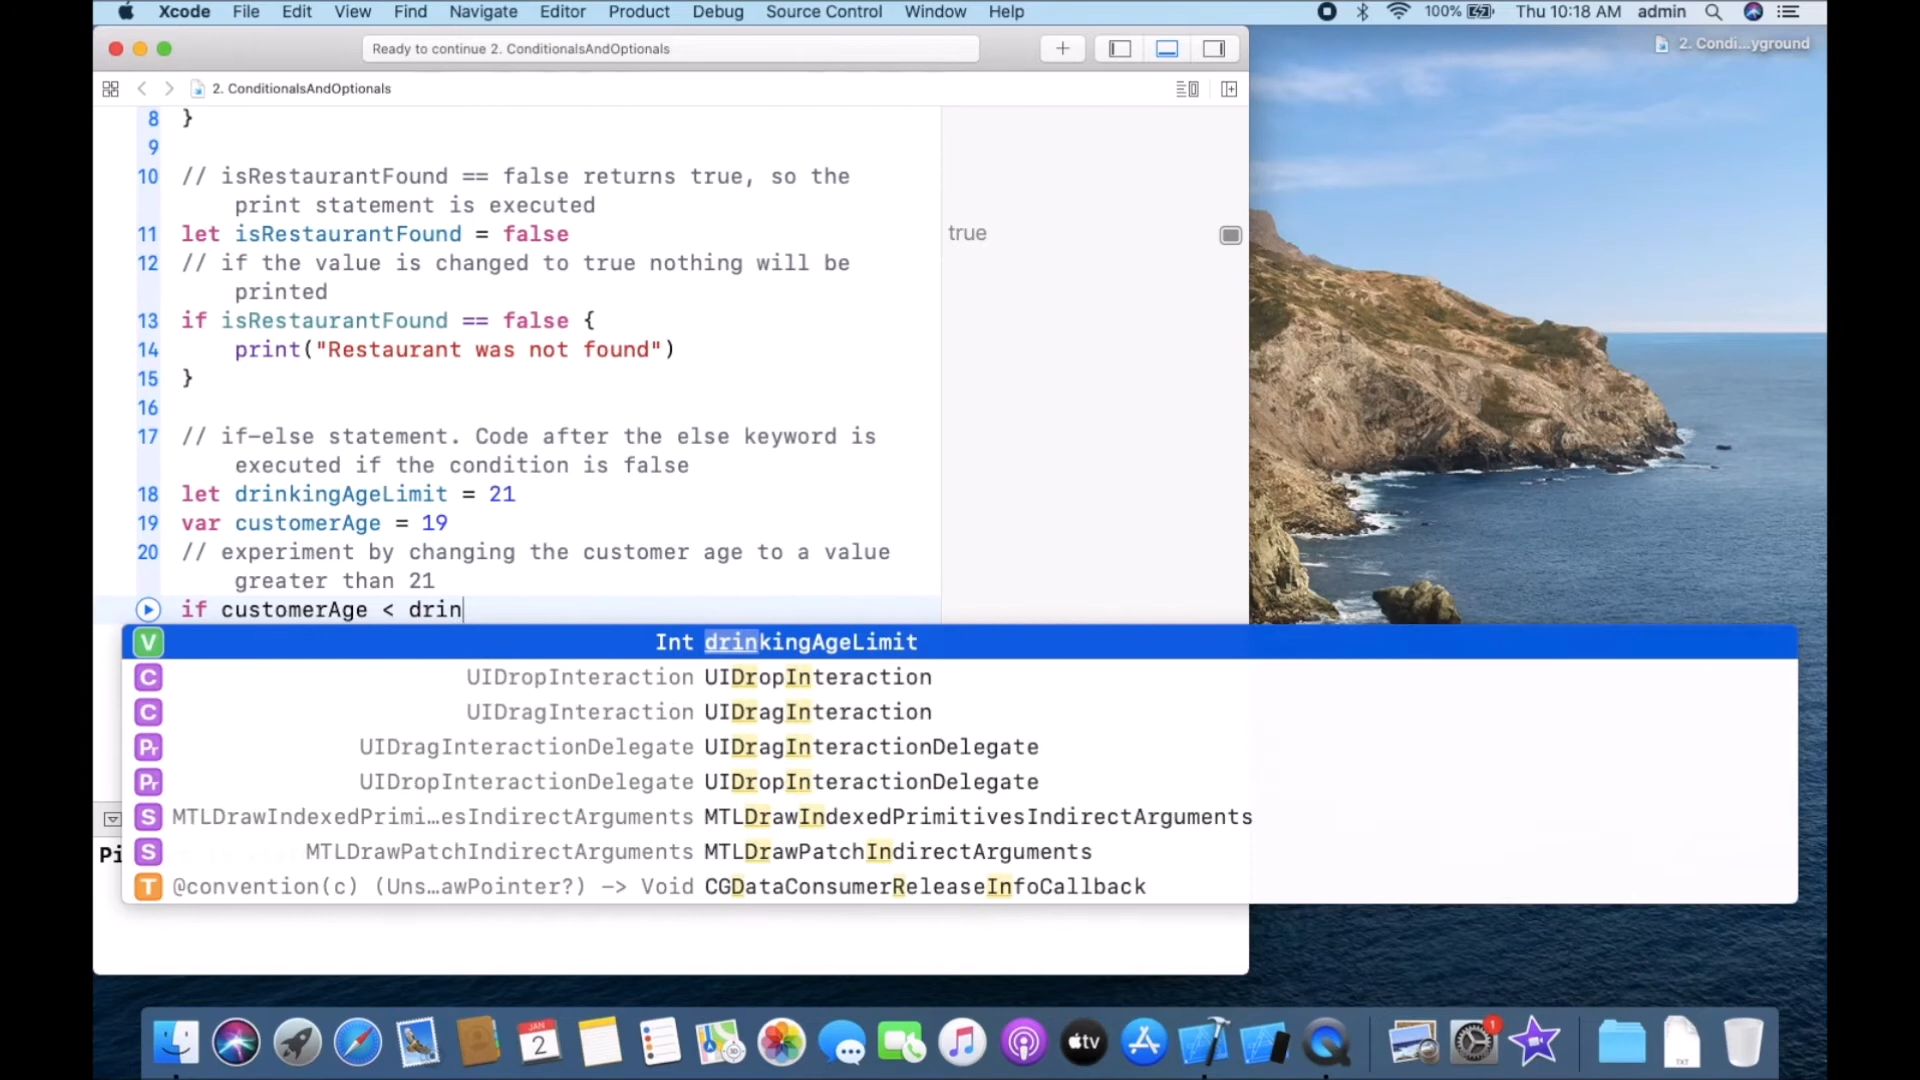 Xcode File Edit View Find Navigate Editor Product Debug Source Control Window Help 100% Thu 10:18 AM admin
Ready to continue 2. ConditionalsAndOptionals
2. Condi...yground
2. ConditionalsAndOptionals
8 }
9
10 // isRestaurantFound == false returns true, so the
print statement is executed
11 let isRestaurantFound = false true
12 // if the value is changed to true nothing will be
printed
13 if isRestaurantFound == false {
14 print("Restaurant was not found")
15 }
16
17 // if-else statement. Code after the else keyword is
executed if the condition is false
18 let drinkingAgeLimit = 21
19 var customerAge = 19
20 // experiment by changing the customer age to a value
greater than 21
if customerAge < drin
V Int drinkingAgeLimit
C UIDropInteraction UIDropInteraction
C UIDragInteraction UIDragInteraction
Pr UIDragInteractionDelegate UIDragInteractionDelegate
Pr UIDropInteractionDelegate UIDropInteractionDelegate
S MTLDrawIndexedPrimi...esIndirectArguments MTLDrawIndexedPrimitivesIndirectArguments
S MTLDrawPatchIndirectArguments MTLDrawPatchIndirectArguments
T @convention(c) (Uns...awPointer?) -> Void CGDataConsumerReleaseInfoCallback
Pi
JAN
2
tv
1
TXT